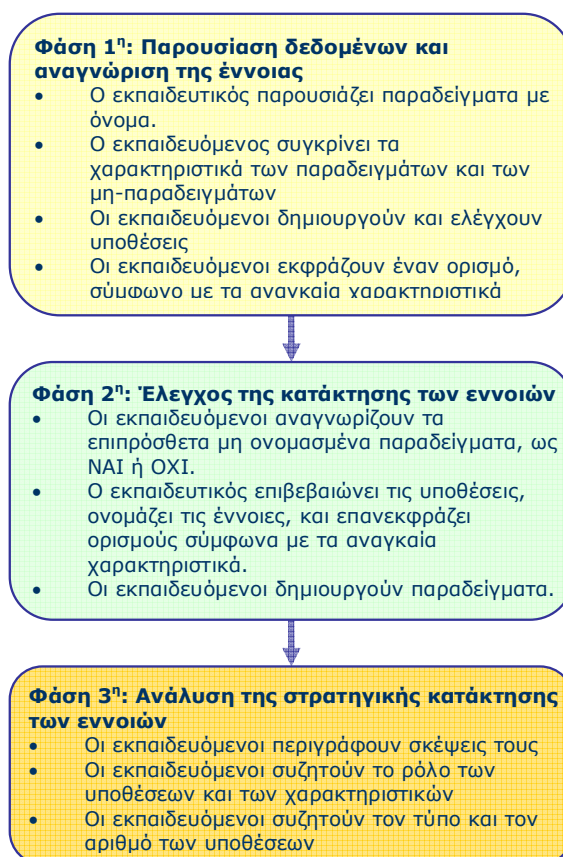 Φάση 1η: Παρουσίαση δεδομένων και
αναγνώριση της έννοιας
• Ο εκπαιδευτικός παρουσιάζει παραδείγματα με
όνομα.
• Ο εκπαιδευόμενος συγκρίνει τα
χαρακτηριστικά των παραδειγμάτων και των
μη-παραδειγμάτων
• Οι εκπαιδευόμενοι δημιουργούν και ελέγχουν
υποθέσεις
• Οι εκπαιδευόμενοι εκφράζουν έναν ορισμό,
σύμφωνο με τα αναγκαία χαρακτηριστικά
Φάση 2η: Έλεγχος της κατάκτησης των εννοιών
• Οι εκπαιδευόμενοι αναγνωρίζουν τα
επιπρόσθετα μη ονομασμένα παραδείγματα, ως
ΝΑΙ ή ΟΧΙ.
• Ο εκπαιδευτικός επιβεβαιώνει τις υποθέσεις,
ονομάζει τις έννοιες, και επανεκφράζει
ορισμούς σύμφωνα με τα αναγκαία
χαρακτηριστικά.
• Οι εκπαιδευόμενοι δημιουργούν παραδείγματα.
Φάση 3η: Ανάλυση της στρατηγικής κατάκτησης
των εννοιών
• Οι εκπαιδευόμενοι περιγράφουν σκέψεις τους
• Οι εκπαιδευόμενοι συζητούν το ρόλο των
υποθέσεων και των χαρακτηριστικών
• Οι εκπαιδευόμενοι συζητούν τον τύπο και τον
αριθμό των υποθέσεων